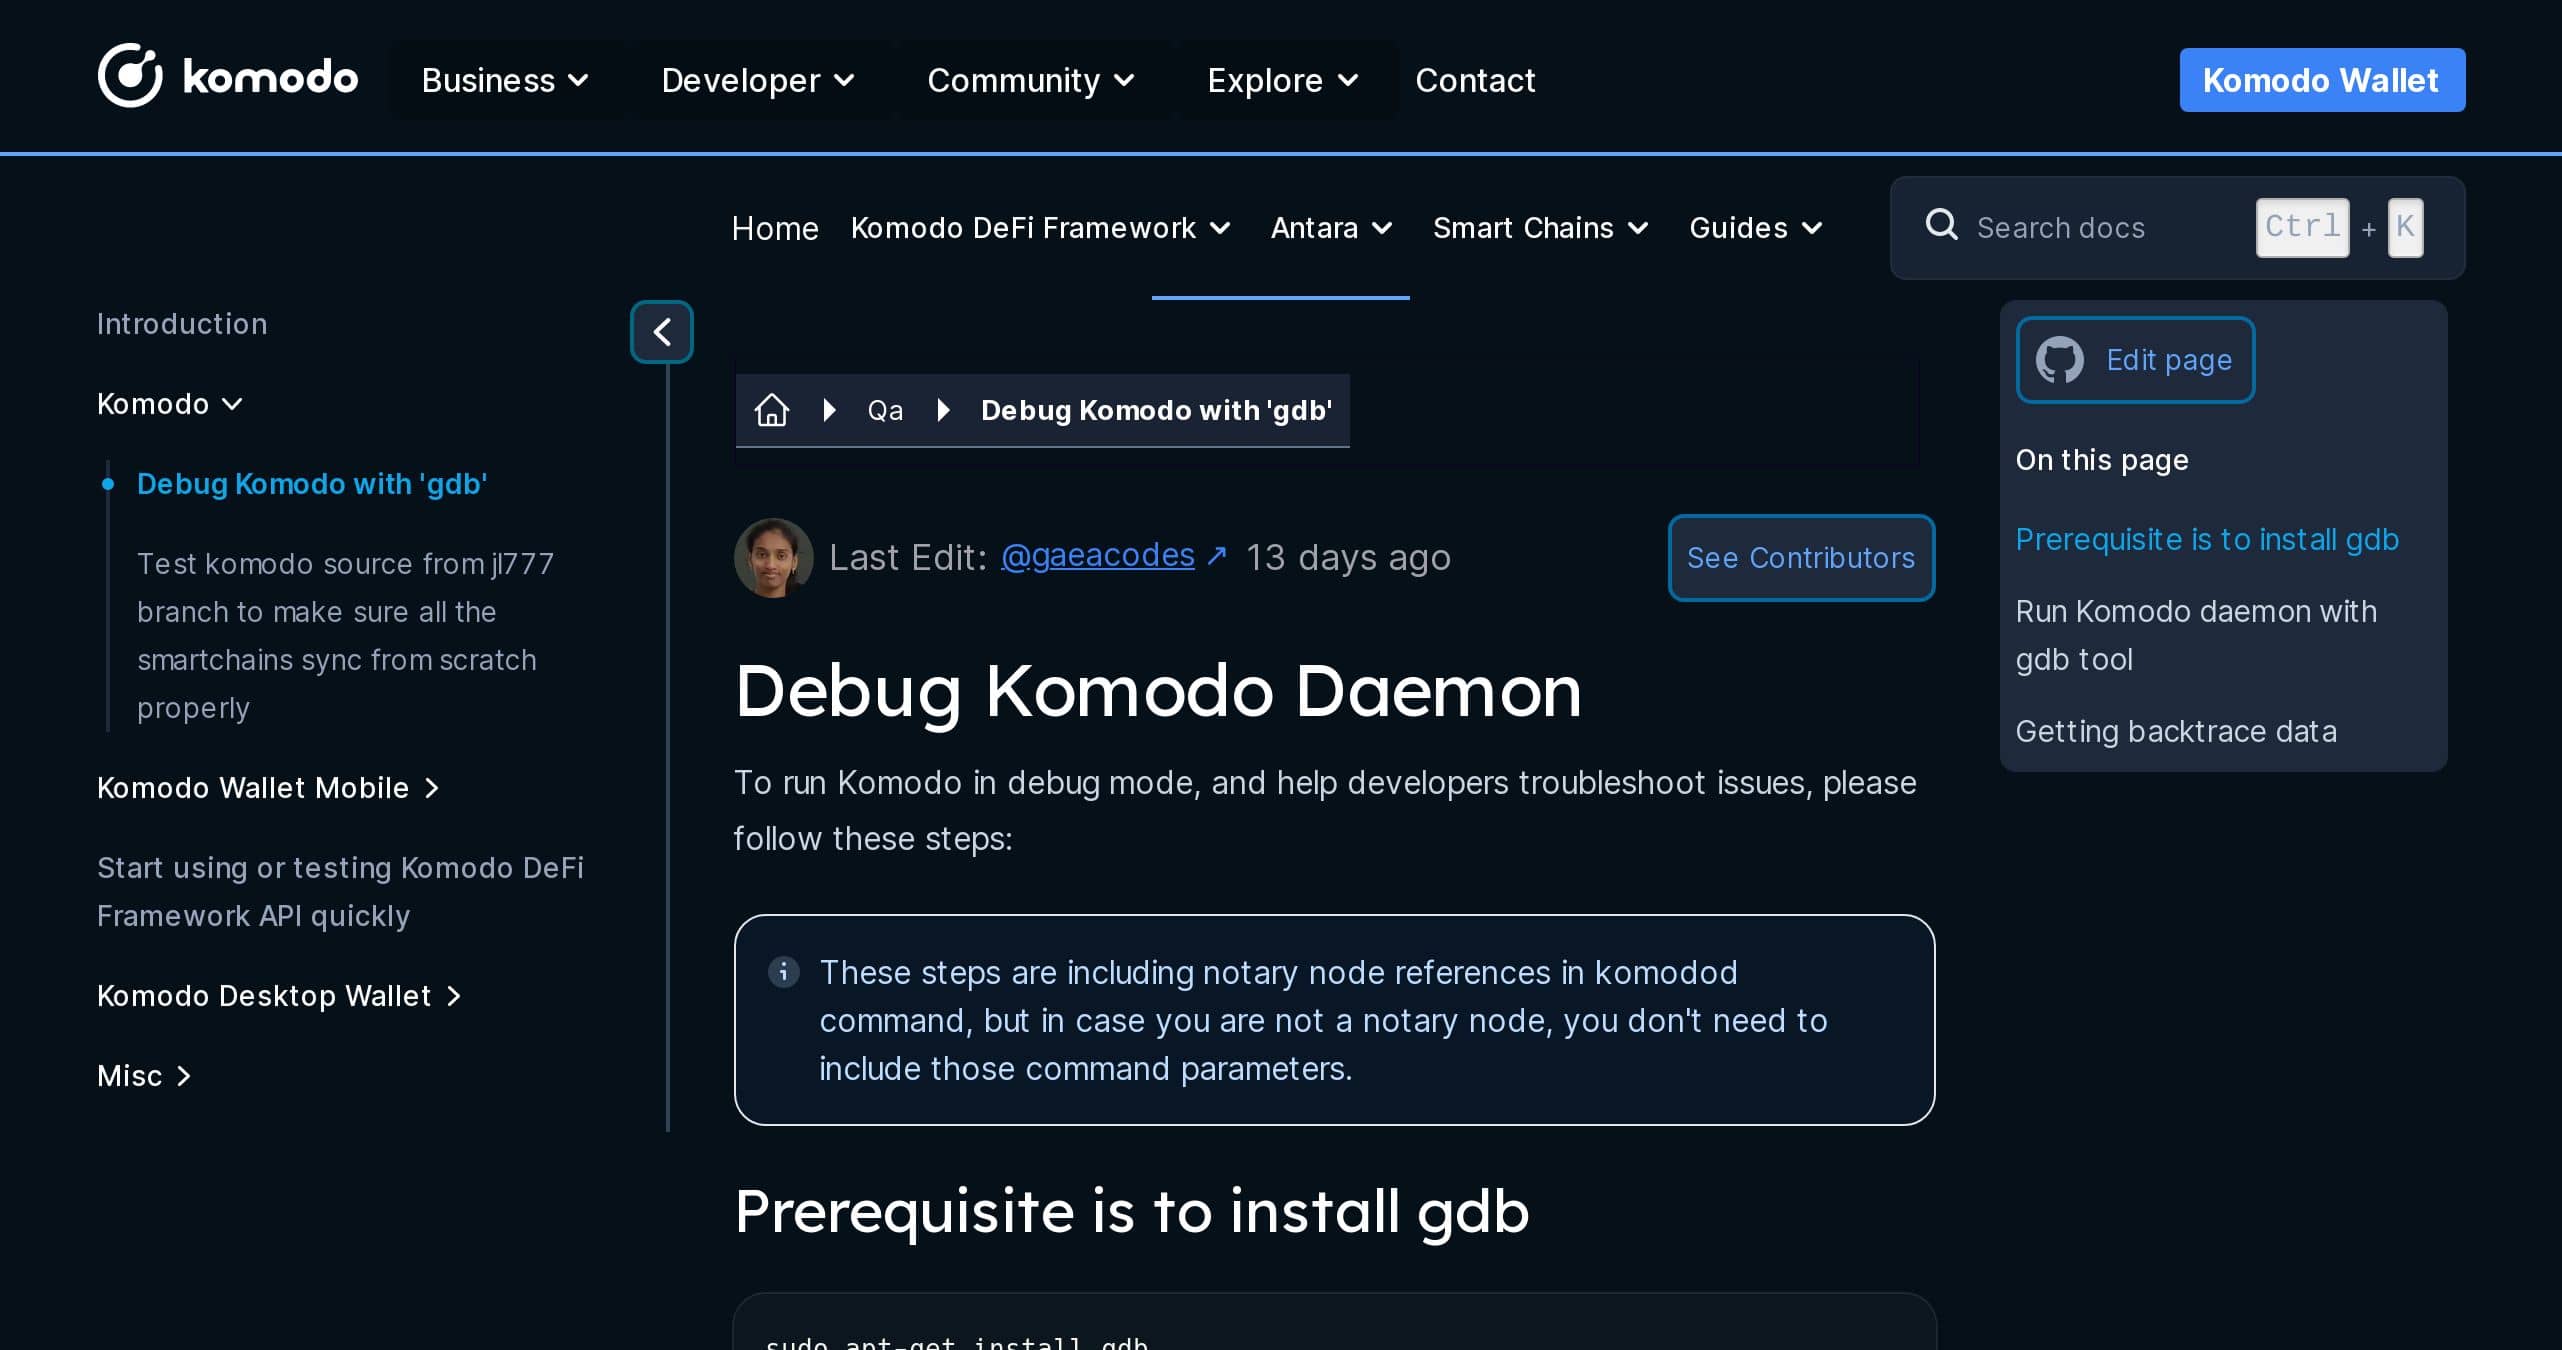 komodo
Business
Developer
Community
Explore
Contact
Komodo Wallet
Home
Komodo DeFi Framework
Antara
Smart Chains
Guides
Search docs
Ctrl + K
Introduction
Komodo
Debug Komodo with 'gdb'
Test komodo source from jl777
branch to make sure all the
smartchains sync from scratch
properly
Komodo Wallet Mobile
Start using or testing Komodo DeFi
Framework API quickly
Komodo Desktop Wallet
Misc
Qa
Debug Komodo with 'gdb'
Last Edit: @gaeacodes ↗ 13 days ago
See Contributors
Debug Komodo Daemon
To run Komodo in debug mode, and help developers troubleshoot issues, please
follow these steps:
These steps are including notary node references in komodod
command, but in case you are not a notary node, you don't need to
include those command parameters.
Prerequisite is to install gdb
sudo apt-get install gdb
Edit page
On this page
Prerequisite is to install gdb
Run Komodo daemon with
gdb tool
Getting backtrace data